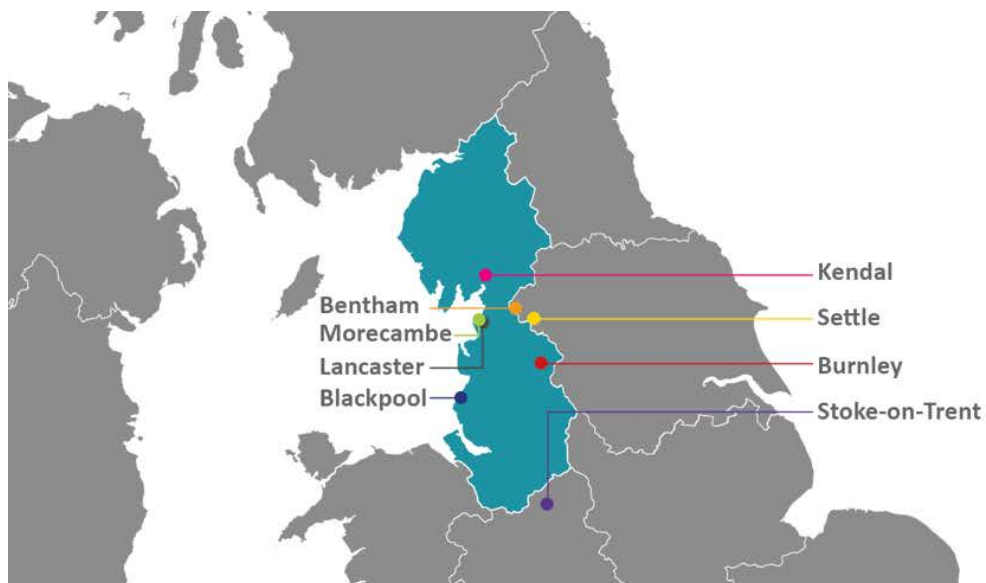 Kendal
Bentham
Settle
Morecambe
Lancaster
Burnley
Blackpool
Stoke-on-Trent